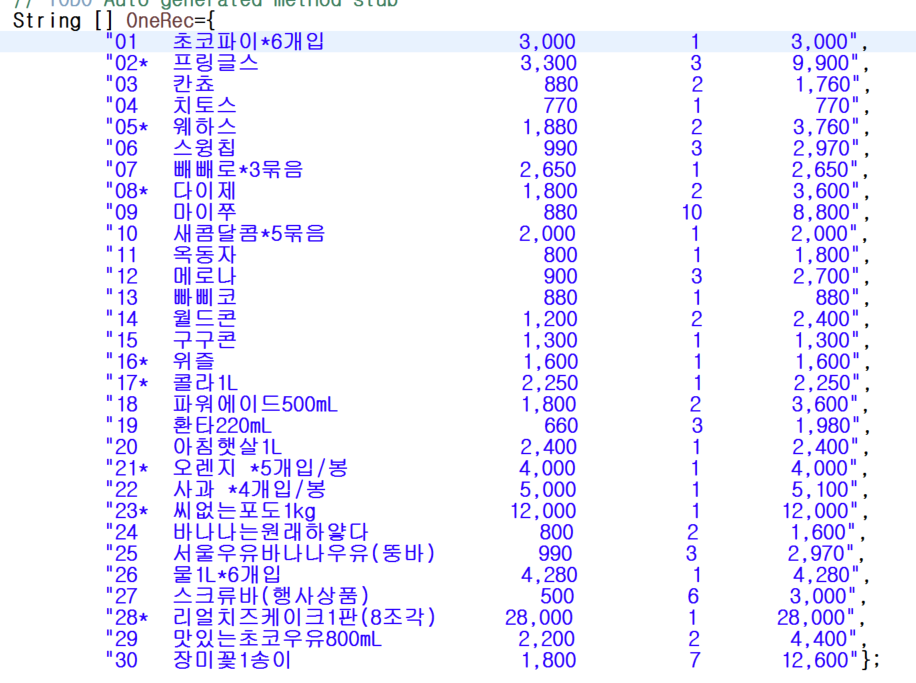 // TODO Auto generated method stub
String [] OneRec={
"01 초코파이*6개입 3,000 1 3,000",
"02* 프링글스 3,300 3 9,900",
"03 칸쵸 880 2 1,760",
"04 치토스 770 1 770",
"05* 웨하스 1,880 2 3,760",
"06 스윙칩 990 3 2,970",
"07 빼빼로*3묶음 2,650 1 2,650",
"08* 다이제 1,800 2 3,600",
"09 마이쮸 880 10 8,800",
"10 새콤달콤*5묶음 2,000 1 2,000",
"11 옥동자 800 1 1,800",
"12 메로나 900 3 2,700",
"13 빠삐코 880 1 880",
"14 월드콘 1,200 2 2,400",
"15 구구콘 1,300 1 1,300",
"16* 위즐 1,600 1 1,600",
"17* 콜라1L 2,250 1 2,250",
"18 파워에이드500mL 1,800 2 3,600",
"19 환타220mL 660 3 1,980",
"20 아침햇살1L 2,400 1 2,400",
"21* 오렌지 *5개입/봉 4,000 1 4,000",
"22 사과 *4개입/봉 5,000 1 5,100",
"23* 씨없는포도1kg 12,000 1 12,000",
"24 바나나는원래하얗다 800 2 1,600",
"25 서울우유바나나우유(뚱바) 990 3 2,970",
"26 물1L*6개입 4,280 1 4,280",
"27 스크류바(행사상품) 500 6 3,000",
"28* 리얼치즈케이크1판(8조각) 28,000 1 28,000",
"29 맛있는초코우유800mL 2,200 2 4,400",
"30 장미꽃1송이 1,800 7 12,600"};